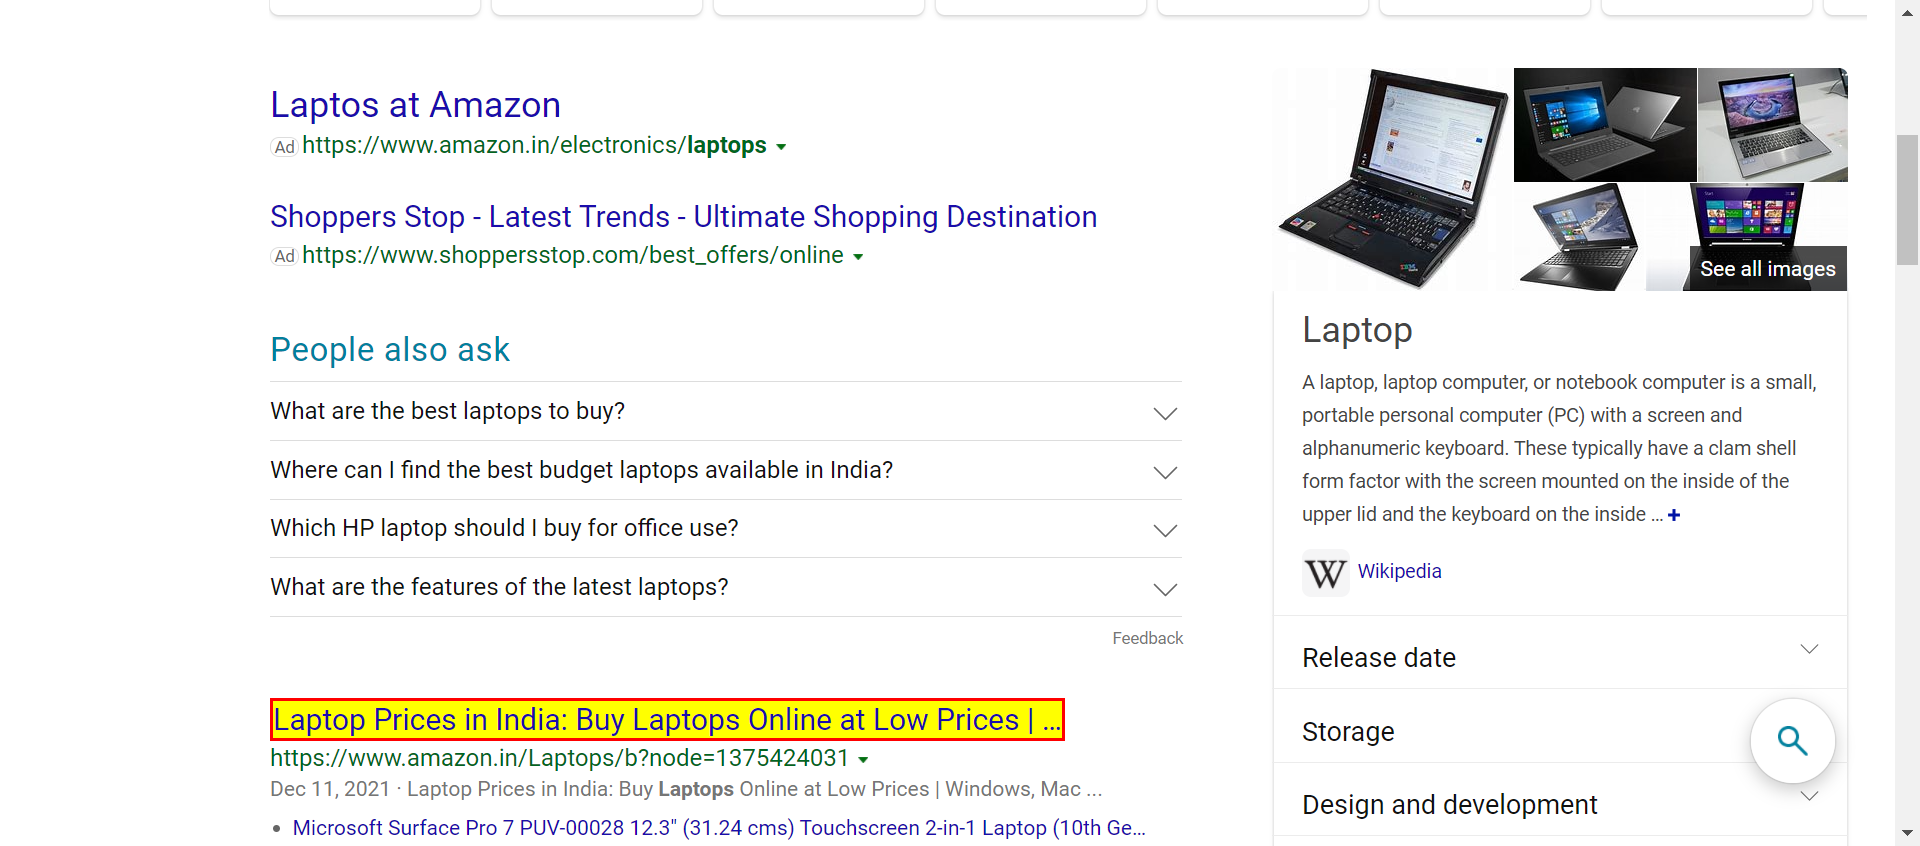 Laptos at Amazon
Ad https://www.amazon.in/electronics/laptops
Shoppers Stop - Latest Trends - Ultimate Shopping Destination
Ad https://www.shoppersstop.com/best_offers/online
People also ask
What are the best laptops to buy?
Where can I find the best budget laptops available in India?
Which HP laptop should I buy for office use?
What are the features of the latest laptops?
Feedback
Laptop Prices in India: Buy Laptops Online at Low Prices | ...
https://www.amazon.in/Laptops/b?node=1375424031
Dec 11, 2021 · Laptop Prices in India: Buy Laptops Online at Low Prices | Windows, Mac ...
• Microsoft Surface Pro 7 PUV-00028 12.3" (31.24 cms) Touchscreen 2-in-1 Laptop (10th Ge...
See all images
Laptop
A laptop, laptop computer, or notebook computer is a small,
portable personal computer (PC) with a screen and
alphanumeric keyboard. These typically have a clam shell
form factor with the screen mounted on the inside of the
upper lid and the keyboard on the inside ... +
W Wikipedia
Release date
Storage
Design and development